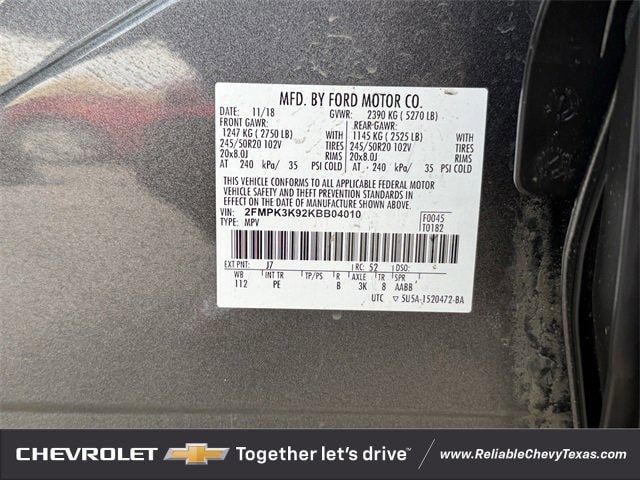 MFD. BY FORD MOTOR CO.
DATE: 11/18 GVWR: 2390 KG ( 5270 LB)
FRONT GAWR: REAR GAWR:
1247 KG ( 2750 LB) WITH 1145 KG ( 2525 LB) WITH
245/50R20 102V TIRES 245/50R20 102V TIRES
20x8.0J RIMS 20x8.0J RIMS
AT 240 kPa/ 35 PSI COLD AT 240 kPa/ 35 PSI COLD
THIS VEHICLE CONFORMS TO ALL APPLICABLE FEDERAL MOTOR
VEHICLE SAFETY AND THEFT PREVENTION STANDARDS IN
EFFECT ON THE DATE OF MANUFACTURE SHOWN ABOVE.
VIN: 2FMPK3K92KBB04010 F0045
TYPE: MPV T0182
EXT PNT: J7 RC: 52 DSO:
WB INT TR TP/PS R AXLE TR SPR
112 PE B 3K 8 AABB
UTC ▽ 5U5A-1520472-BA
CHEVROLET Together let's drive™ www.ReliableChevyTexas.com